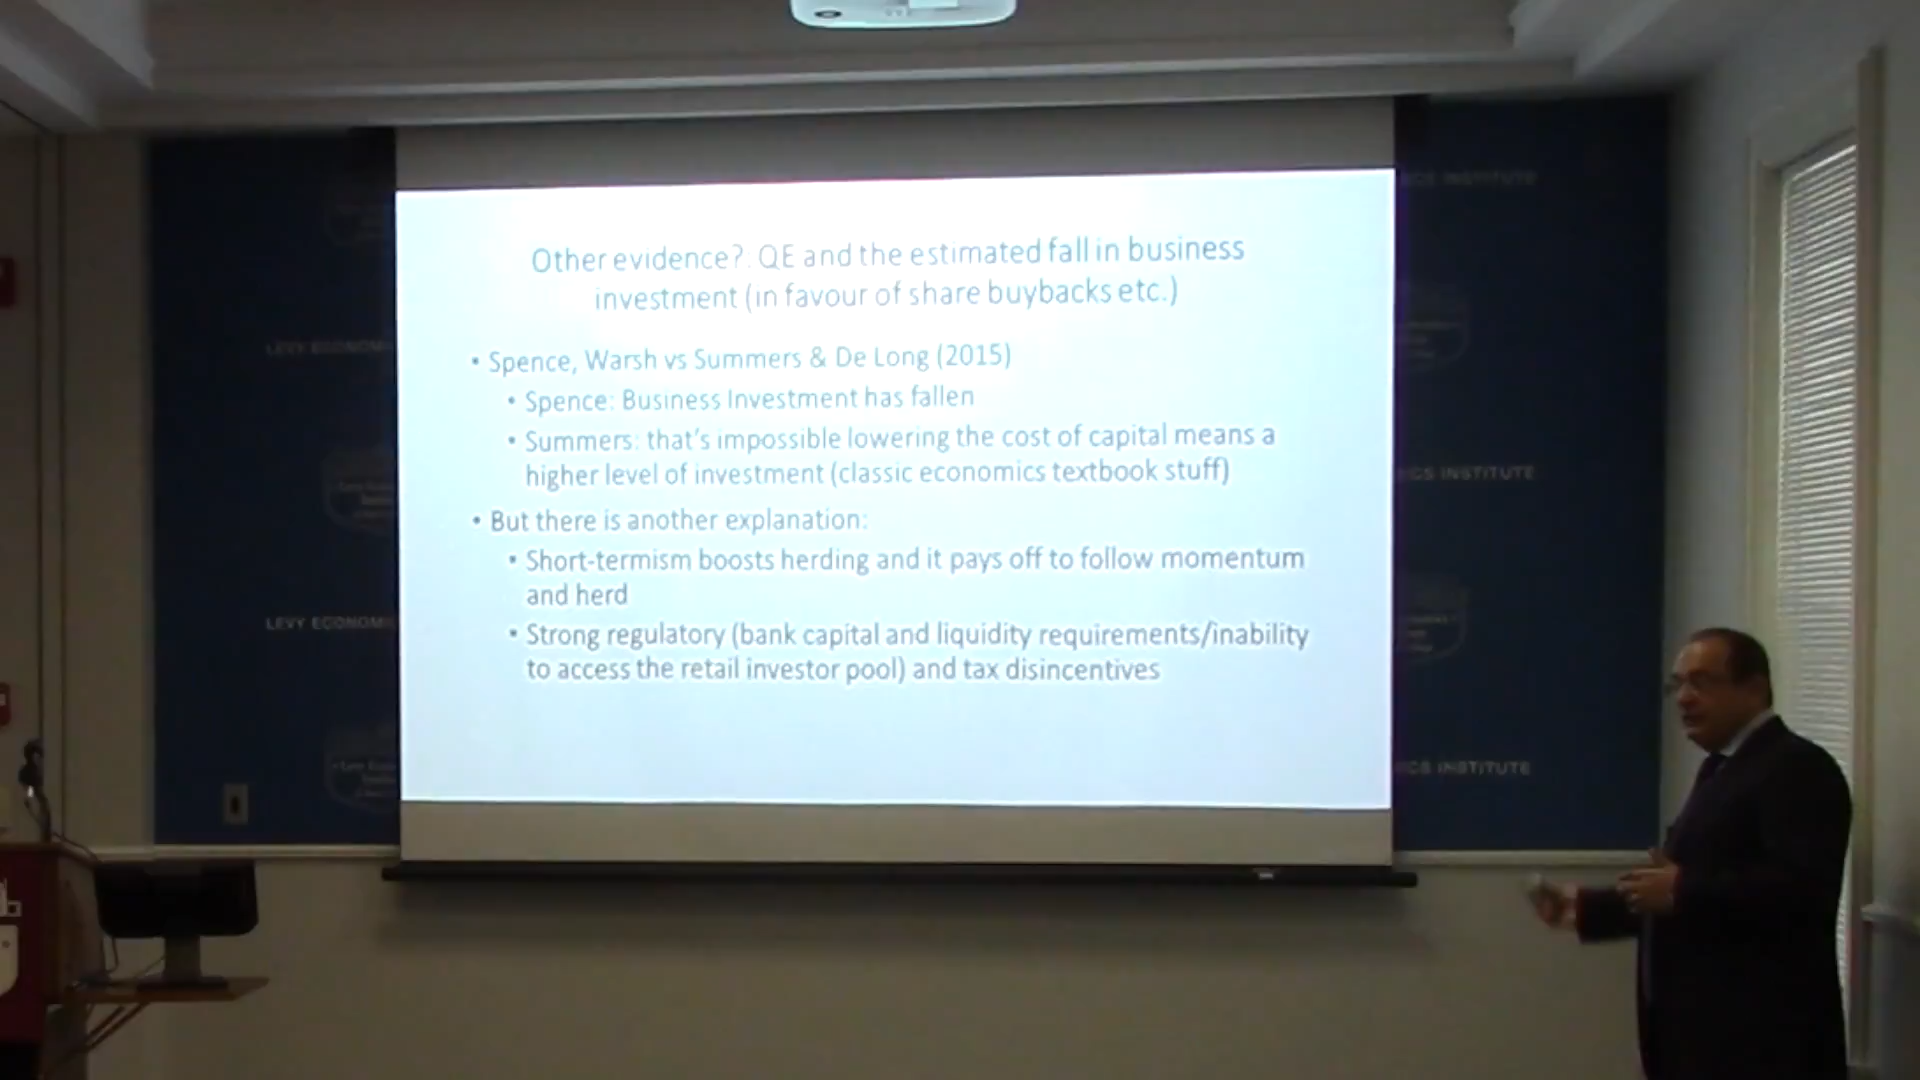 Other evidence?. QE and the estimated fall in business
investment (in favour of share buybacks etc.)
• Spence, Warsh vs Summers & De Long (2015)
• Spence: Business Investment has fallen
• Summers: that's impossible lowering the cost of capital means a
higher level of investment (classic economics textbook stuff)
• But there is another explanation:
• Short-termism boosts herding and it pays off to follow momentum
and herd
• Strong regulatory (bank capital and liquidity requirements/inability
to access the retail investor pool) and tax disincentives
LEVY ECONOM
LEVY ECONOM
ICS INSTITUTE
ICS INSTITUTE
ICS INSTITUTE